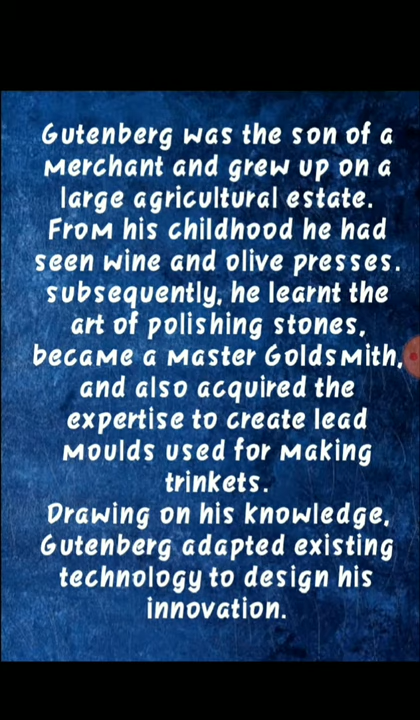 Gutenberg was the son of a
Merchant and grew up on a
large agricultural estate.
From his childhood he had
seen wine and olive presses.
Subsequently, he learnt the
art of polishing stones,
became a Master Goldsmith,
and also acquired the
expertise to create lead
Moulds used for Making
trinkets.
Drawing on his knowledge,
Gutenberg adapted existing
technology to design his
innovation.